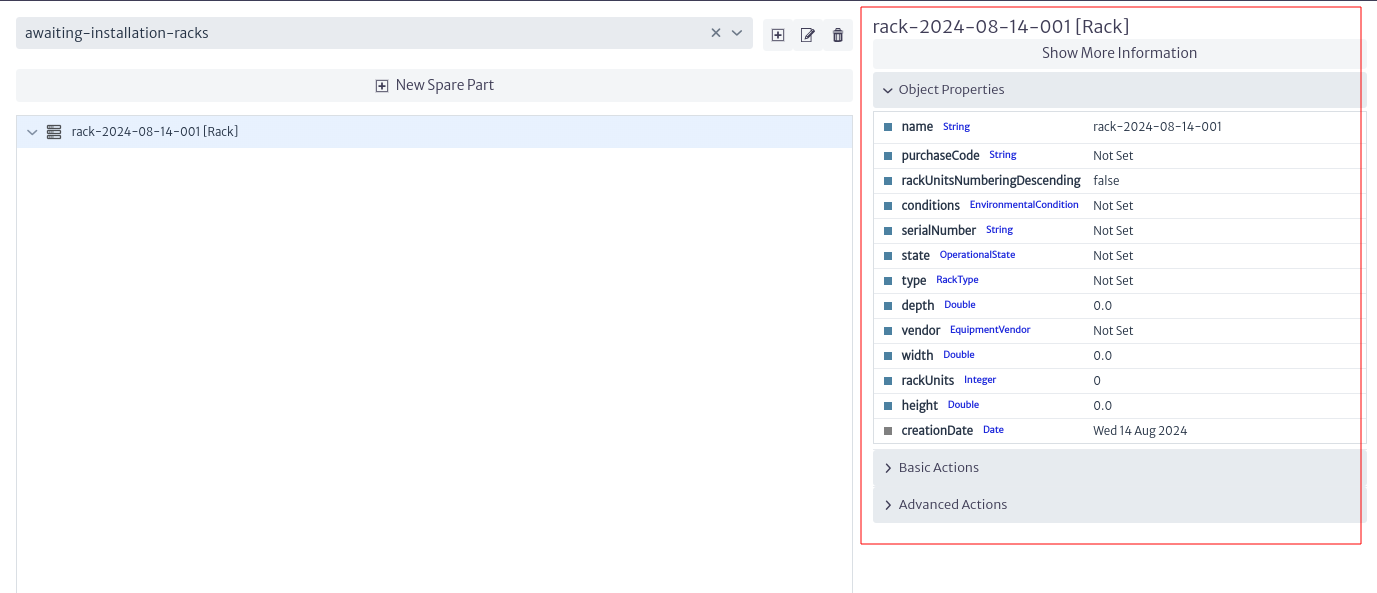 awaiting-installation-racks
New Spare Part
rack-2024-08-14-001 [Rack]
rack-2024-08-14-001 [Rack]
Show More Information
Object Properties
name String rack-2024-08-14-001
purchaseCode String Not Set
rackUnitsNumberingDescending false
conditions EnvironmentalCondition Not Set
serialNumber String Not Set
state OperationalState Not Set
type RackType Not Set
depth Double 0.0
vendor EquipmentVendor Not Set
width Double 0.0
rackUnits Integer 0
height Double 0.0
creationDate Date Wed 14 Aug 2024
Basic Actions
Advanced Actions